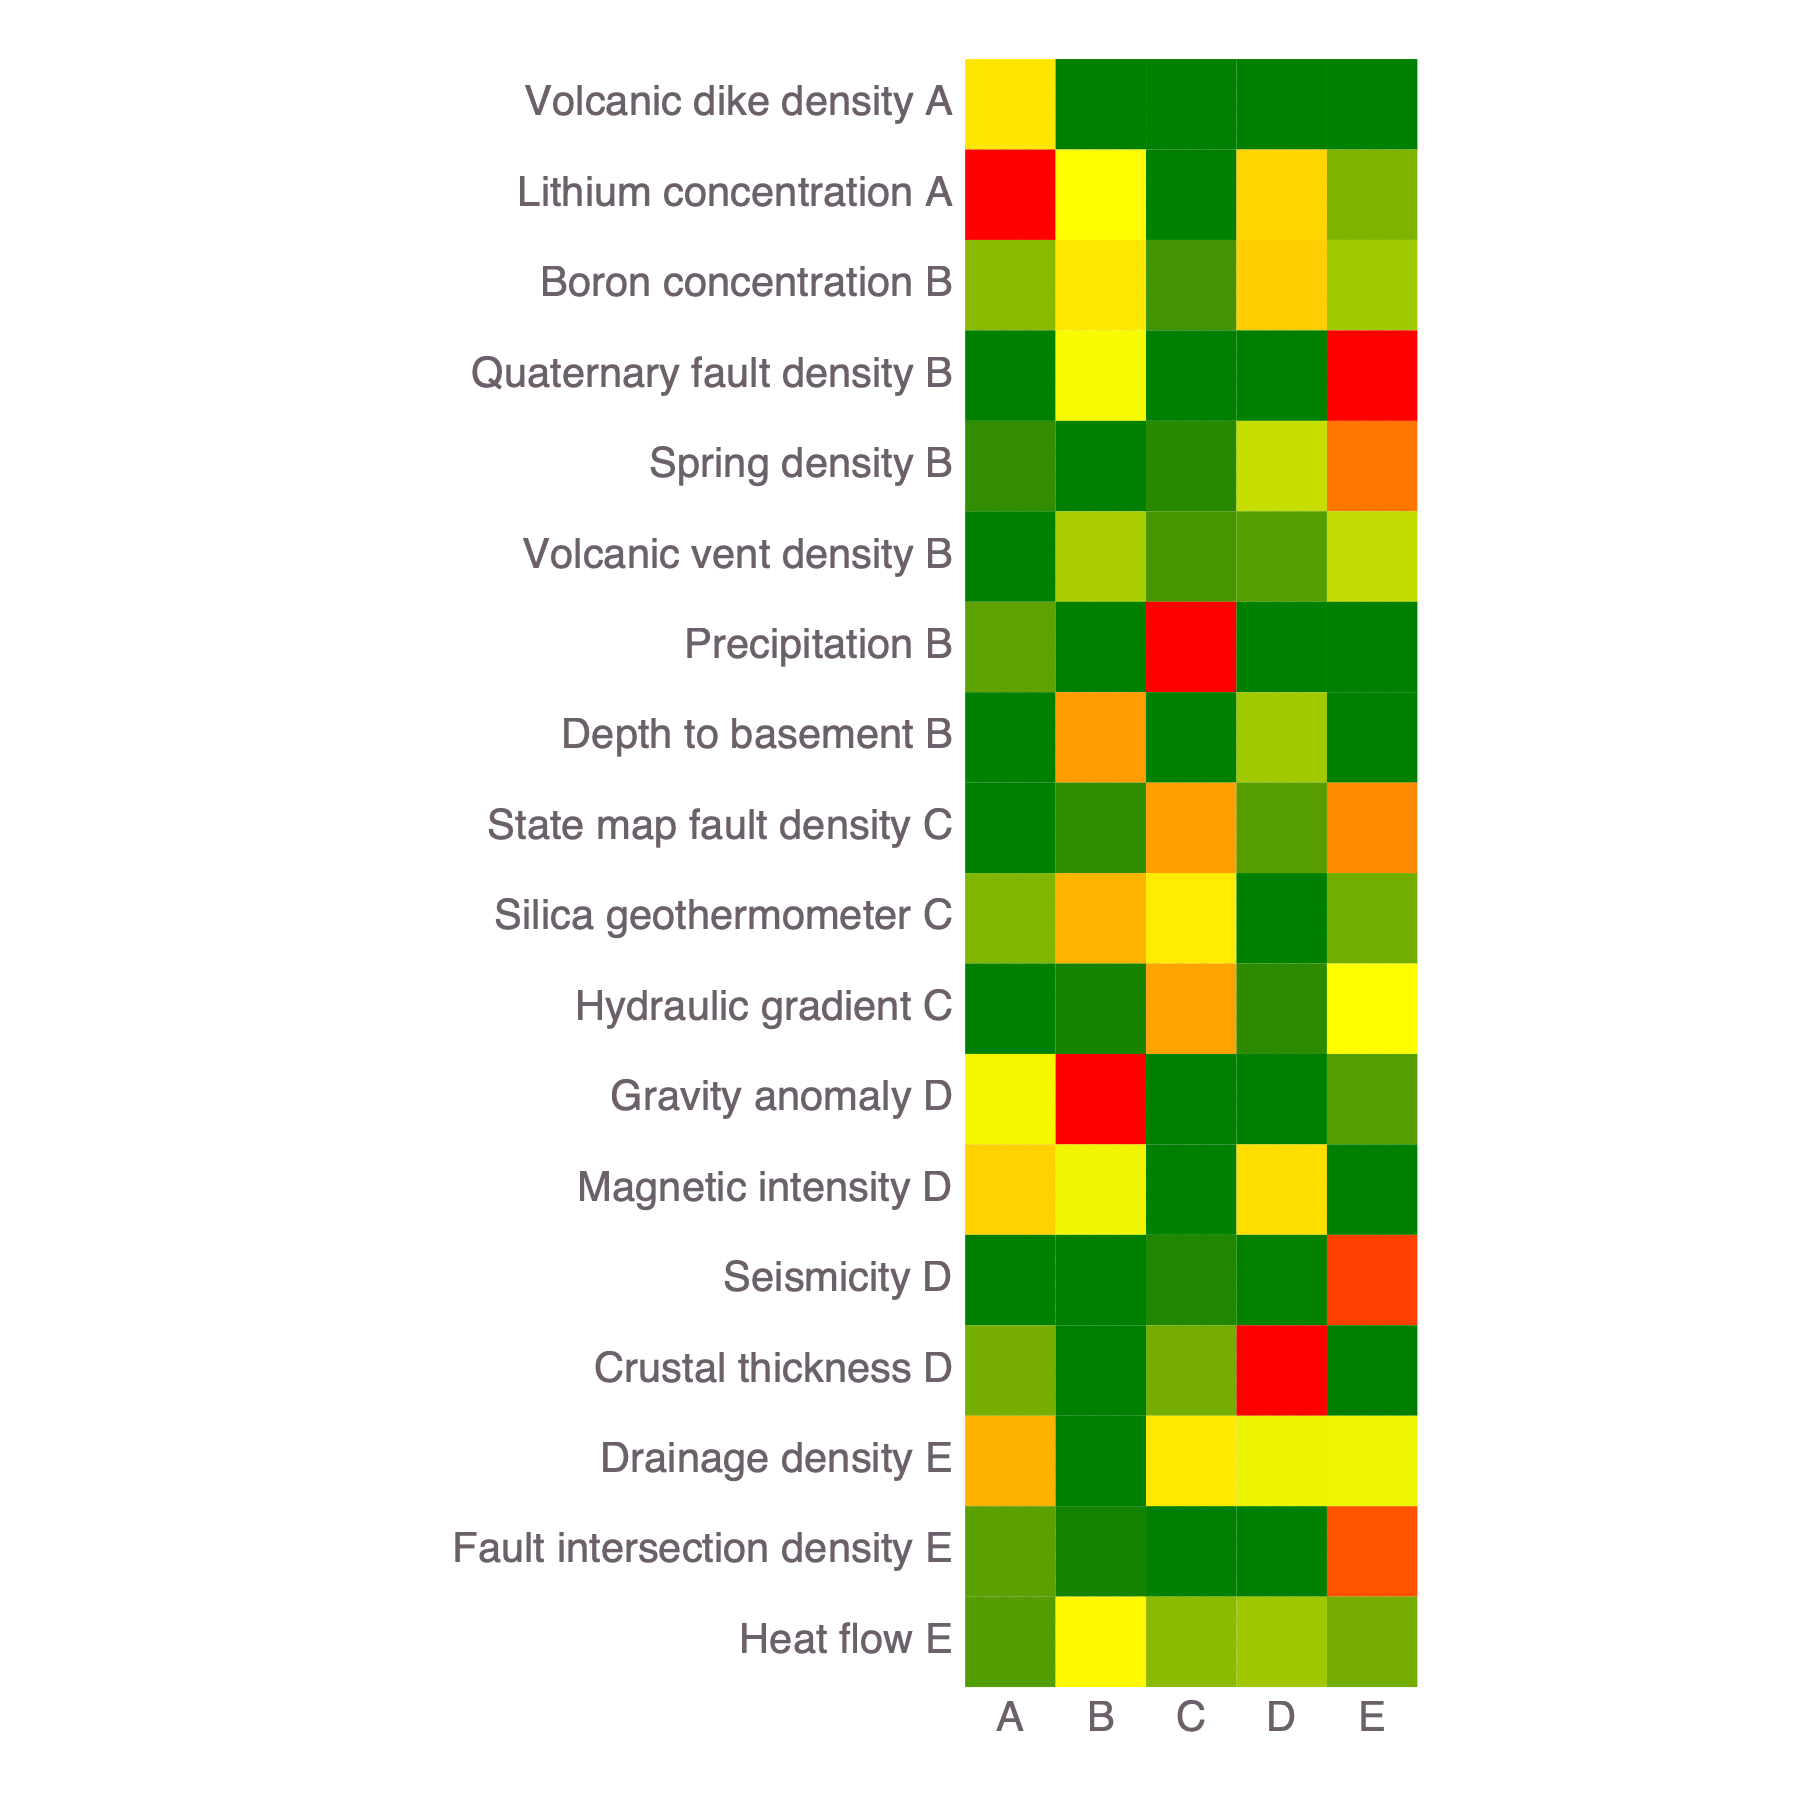 Volcanic dike density A
Lithium concentration A
Boron concentration B
Quaternary fault density B
Spring density B
Volcanic vent density B
Precipitation B
Depth to basement B
State map fault density C
Silica geothermometer C
Hydraulic gradient C
Gravity anomaly D
Magnetic intensity D
Seismicity D
Crustal thickness D
Drainage density E
Fault intersection density E
Heat flow E
A B C D E